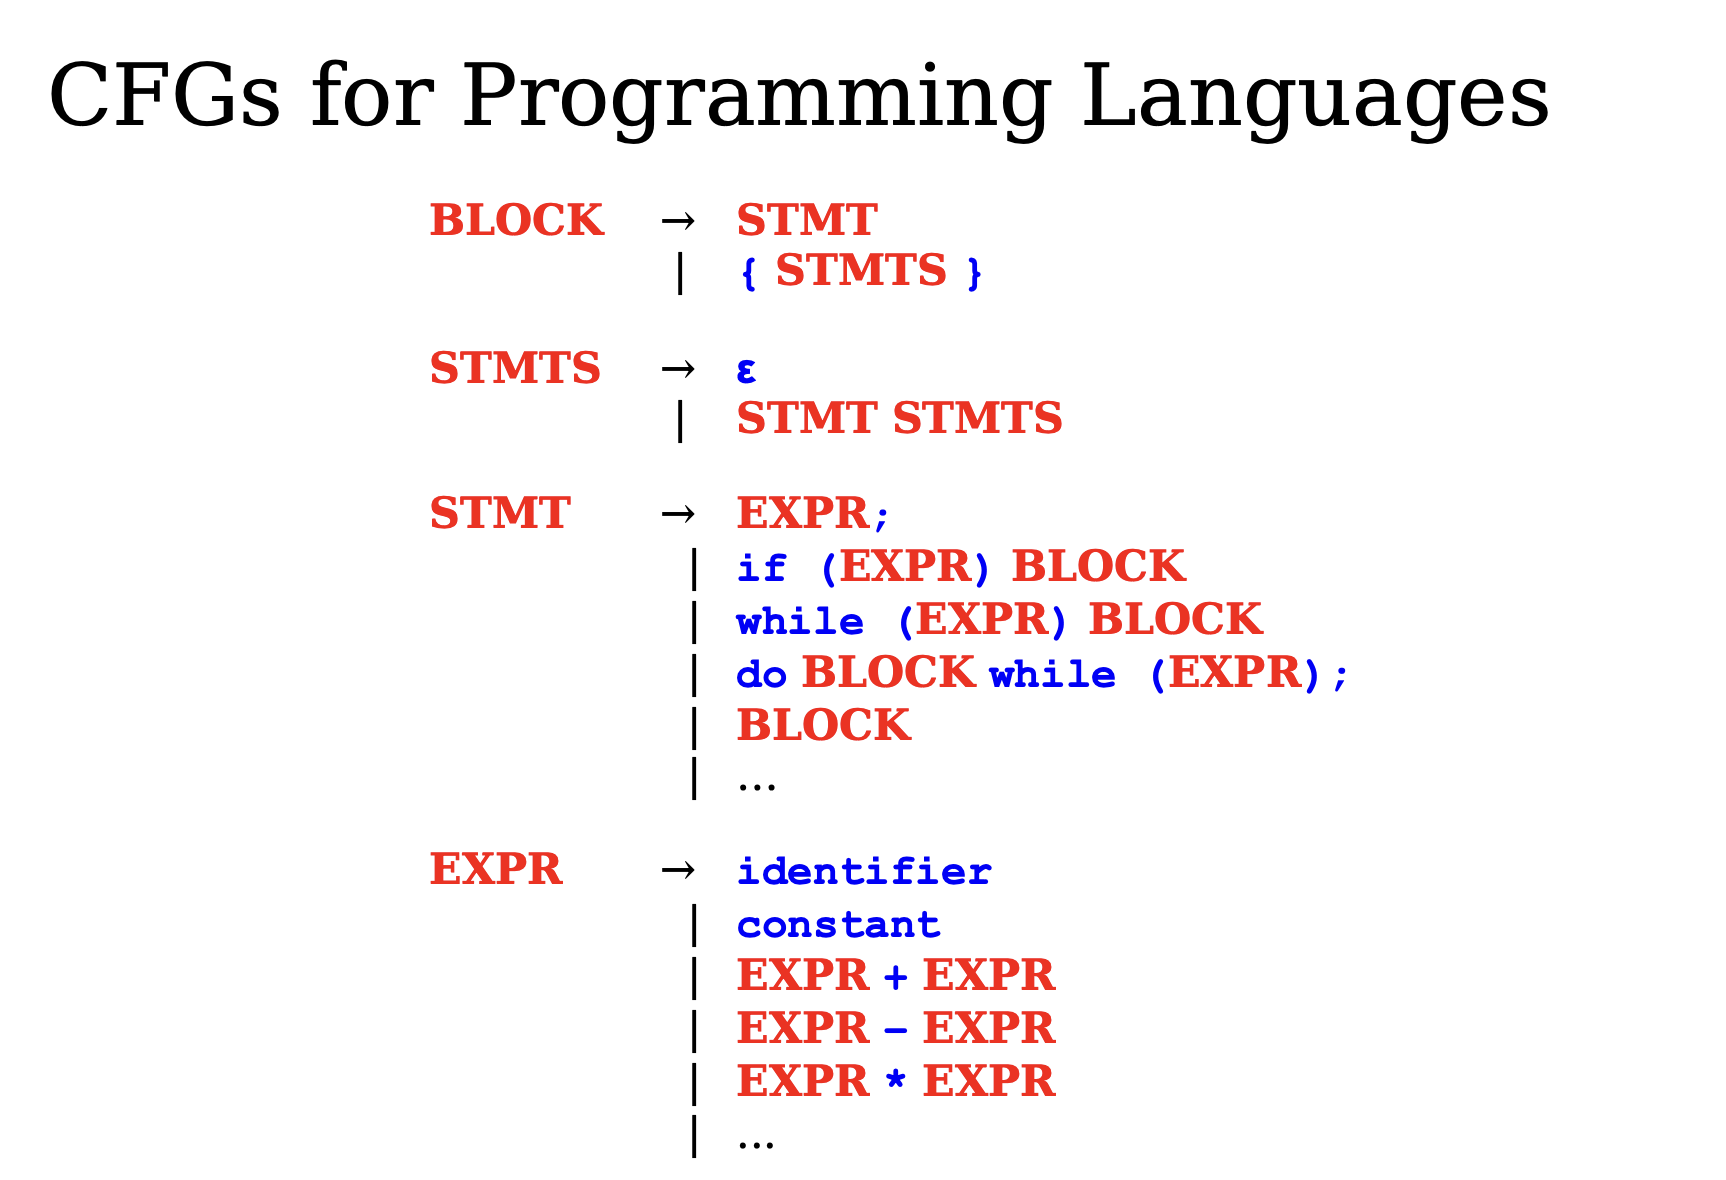 CFGs for Programming Languages
BLOCK → STMT
| { STMTS }
STMTS → ε
| STMT STMTS
STMT → EXPR;
| if (EXPR) BLOCK
| while (EXPR) BLOCK
| do BLOCK while (EXPR);
| BLOCK
| …
EXPR → identifier
| constant
| EXPR + EXPR
| EXPR – EXPR
| EXPR * EXPR
| ...